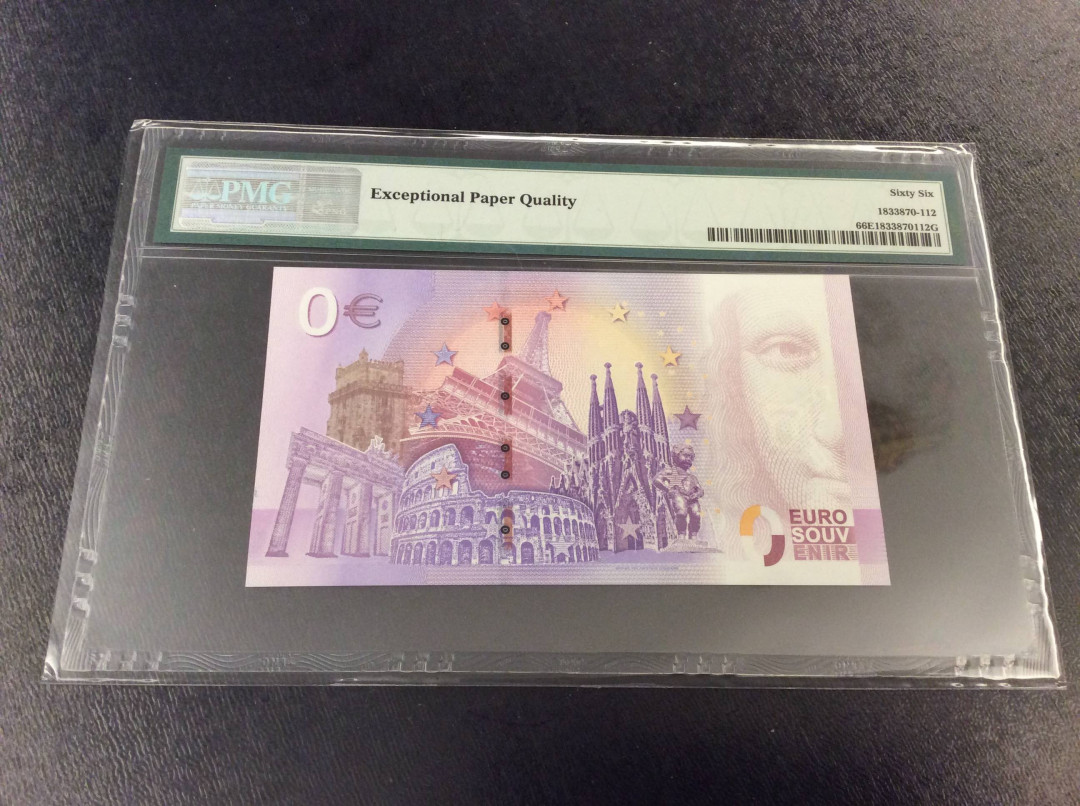 PMG
Exceptional Paper Quality
Sixty Six
1833870-112
66E1833870112G
0 €
EURO
SOUV
ENIR